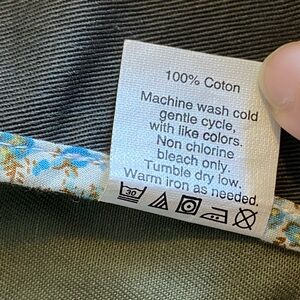 100% Coton
Machine wash cold
gentle cycle,
with like colors.
Non chlorine
bleach only.
Tumble dry low.
Warm iron as needed.
30